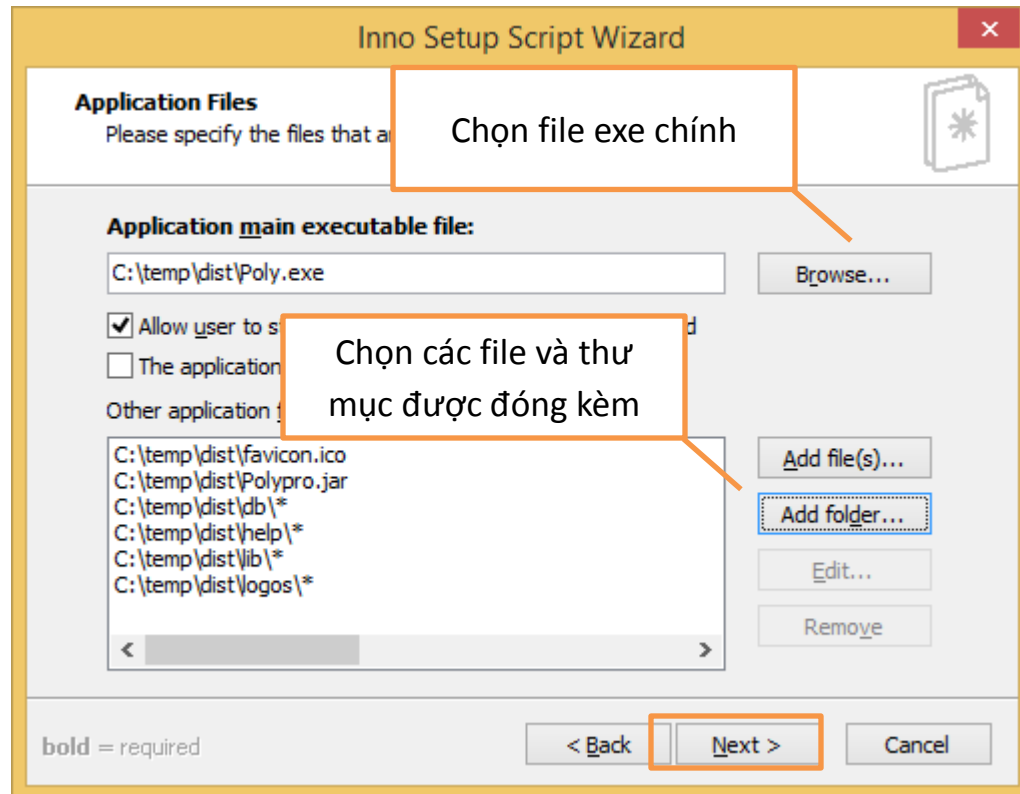 Inno Setup Script Wizard
Application Files
Please specify the files that
Chọn file exe chính
Application main executable file:
C:\temp\dist\Poly.exe
Browse...
Allow user to
The application
Chọn các file và thư
mục được đóng kèm
Other application
C:\temp\dist\favicon.ico
C:\temp\dist\Polypro.jar
C:\temp\dist\db\*
C:\temp\dist\help\*
C:\temp\dist\lib\*
C:\temp\dist\logos\*
Add file(s)...
Add folder...
Edit...
Remove
bold = required
< Back
Next >
Cancel